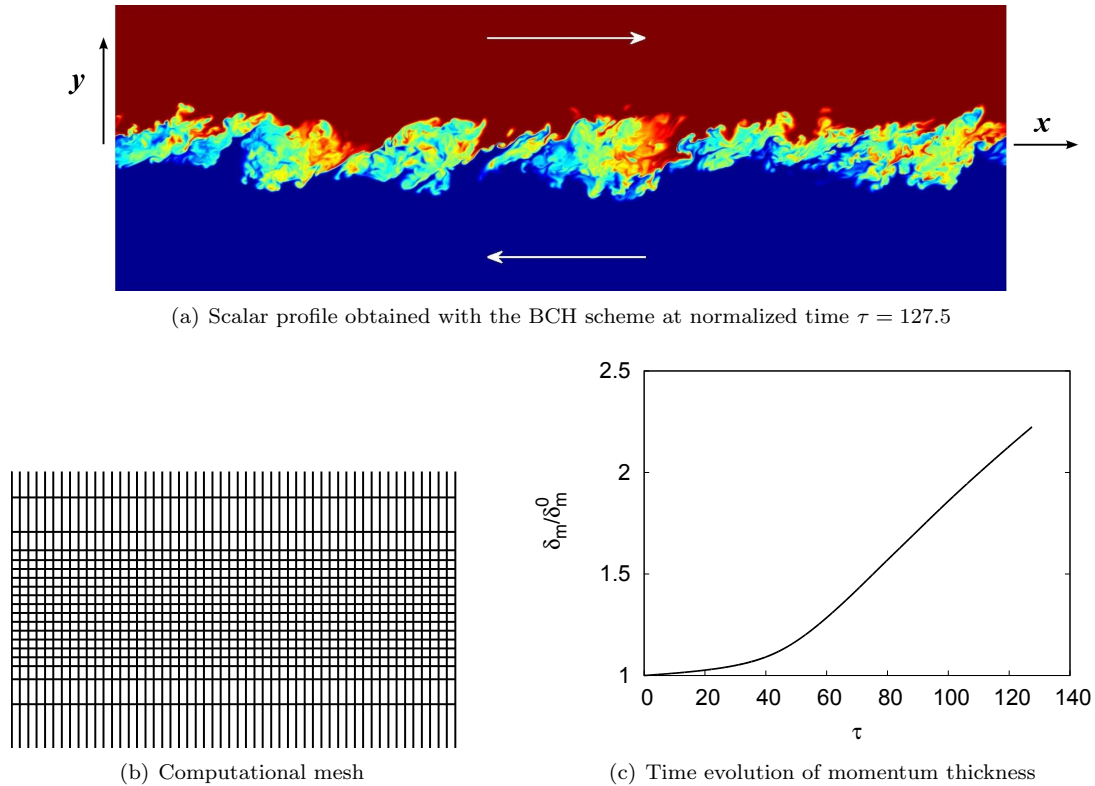 y
x
(a) Scalar profile obtained with the BCH scheme at normalized time τ = 127.5
(b) Computational mesh
2.5
2
1.5
1
δm/δm0
0 20 40 60 80 100 120 140
τ
(c) Time evolution of momentum thickness